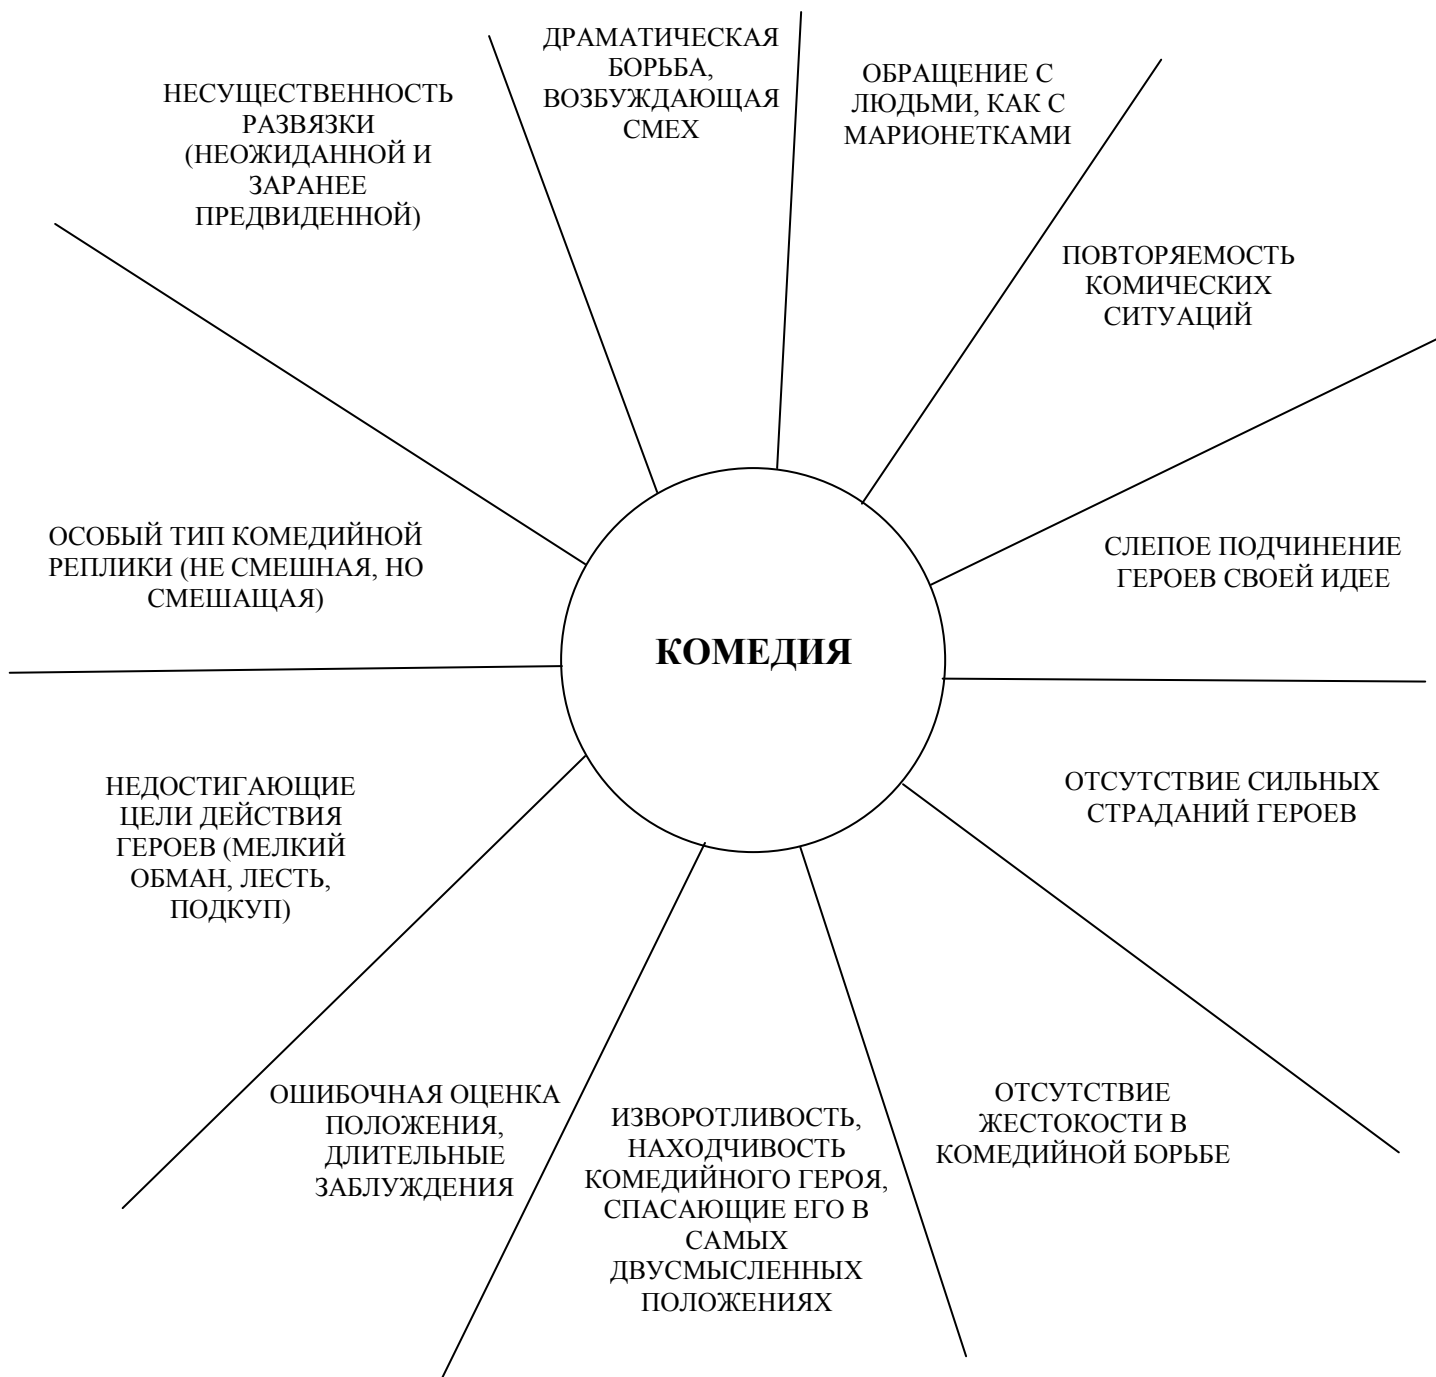 ДРАМАТИЧЕСКАЯ
БОРЬБА,
ВОЗБУЖДАЮЩАЯ
СМЕХ
ОБРАЩЕНИЕ С
ЛЮДЬМИ, КАК С
МАРИОНЕТКАМИ
ПОВТОРЯЕМОСТЬ
КОМИЧЕСКИХ
СИТУАЦИЙ
СЛЕПОЕ ПОДЧИНЕНИЕ
ГЕРОЕВ СВОЕЙ ИДЕЕ
ОТСУТСТВИЕ СИЛЬНЫХ
СТРАДАНИЙ ГЕРОЕВ
ОТСУТСТВИЕ
ЖЕСТОКОСТИ В
КОМЕДИЙНОЙ БОРЬБЕ
ИЗВОРОТЛИВОСТЬ,
НАХОДЧИВОСТЬ
КОМЕДИЙНОГО ГЕРОЯ,
СПАСАЮЩИЕ ЕГО В
САМЫХ
ДВУСМЫСЛЕННЫХ
ПОЛОЖЕНИЯХ
ОШИБОЧНАЯ ОЦЕНКА
ПОЛОЖЕНИЯ,
ДЛИТЕЛЬНЫЕ
ЗАБЛУЖДЕНИЯ
НЕДОСТИГАЮЩИЕ
ЦЕЛИ ДЕЙСТВИЯ
ГЕРОЕВ (МЕЛКИЙ
ОБМАН, ЛЕСТЬ,
ПОДКУП)
ОСОБЫЙ ТИП КОМЕДИЙНОЙ
РЕПЛИКИ (НЕ СМЕШНАЯ, НО
СМЕШАЩАЯ)
НЕСУЩЕСТВЕННОСТЬ
РАЗВЯЗКИ
(НЕОЖИДАННОЙ И
ЗАРАНЕЕ
ПРЕДВИДЕННОЙ)
КОМЕДИЯ